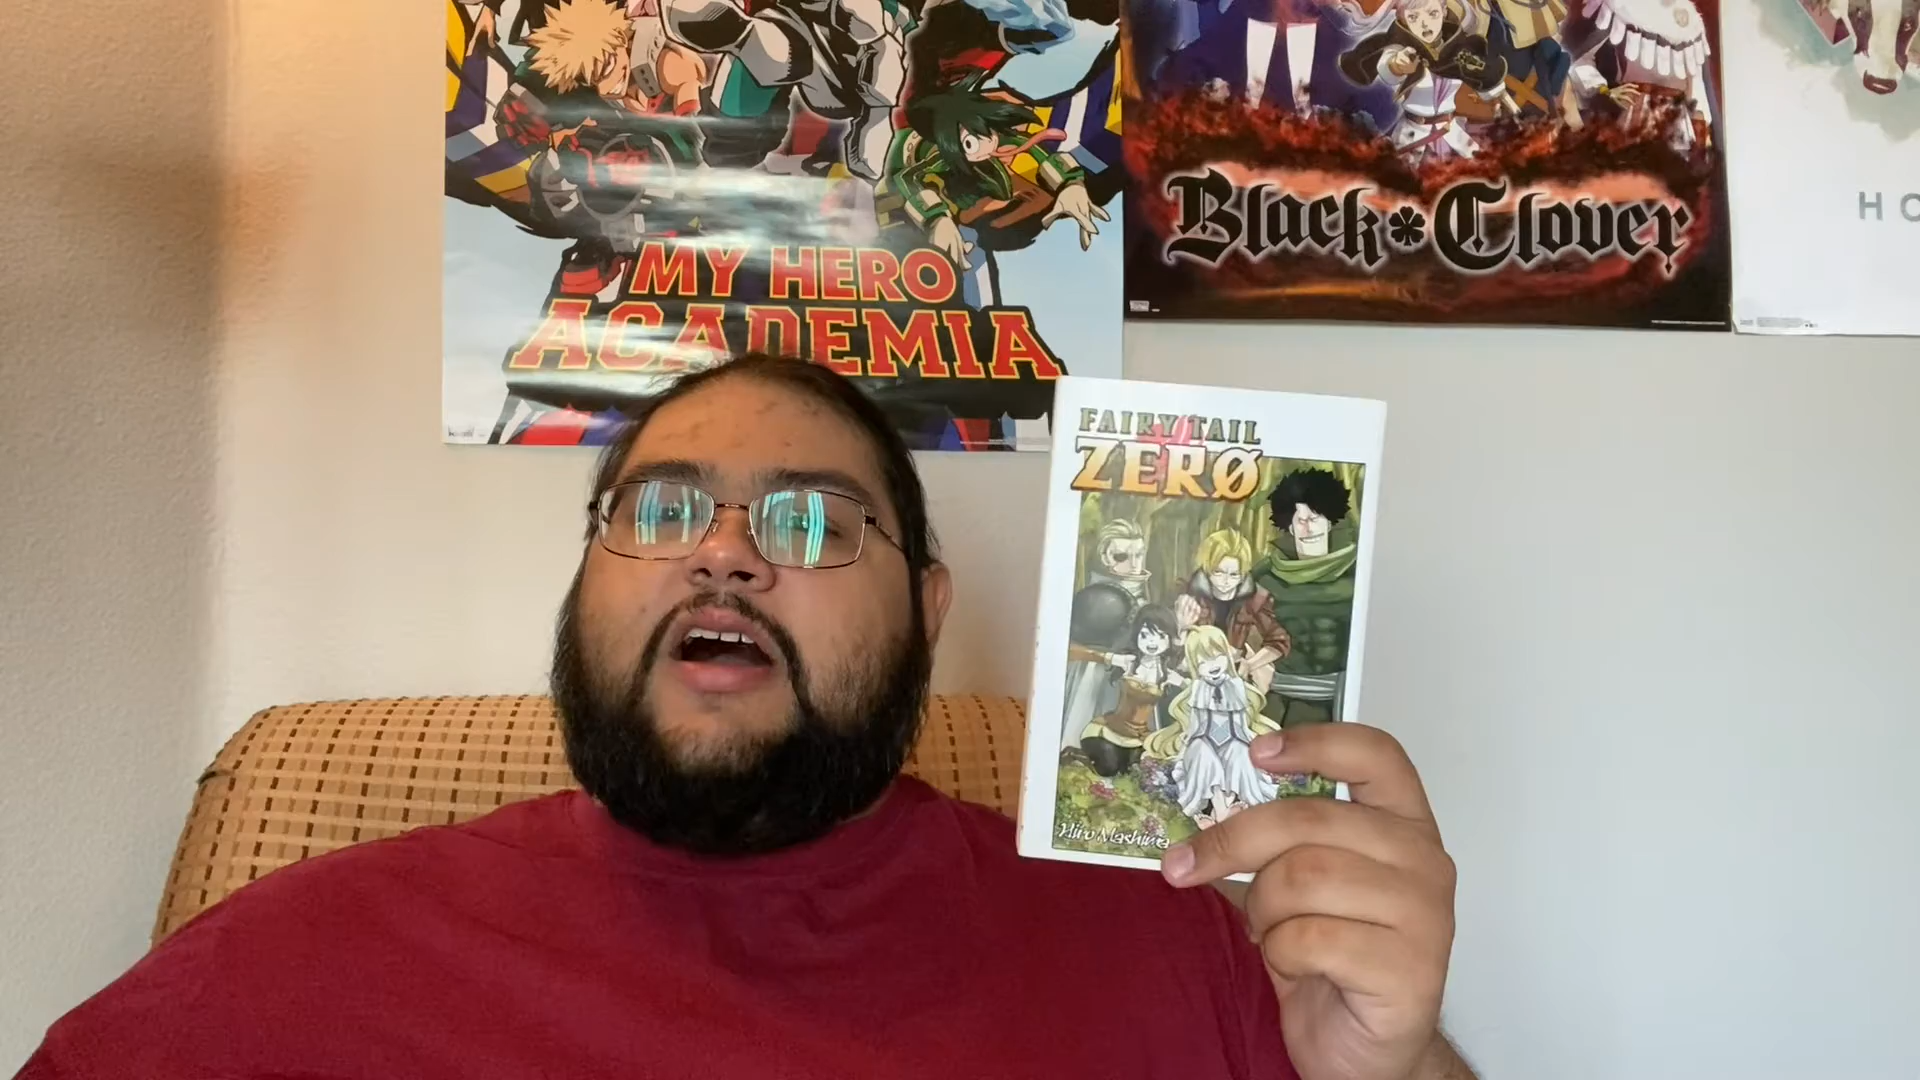 MY HERO
ACADEMIA
Black Clover
HO
FAIRY TAIL
ZERØ
Hiro Mashima